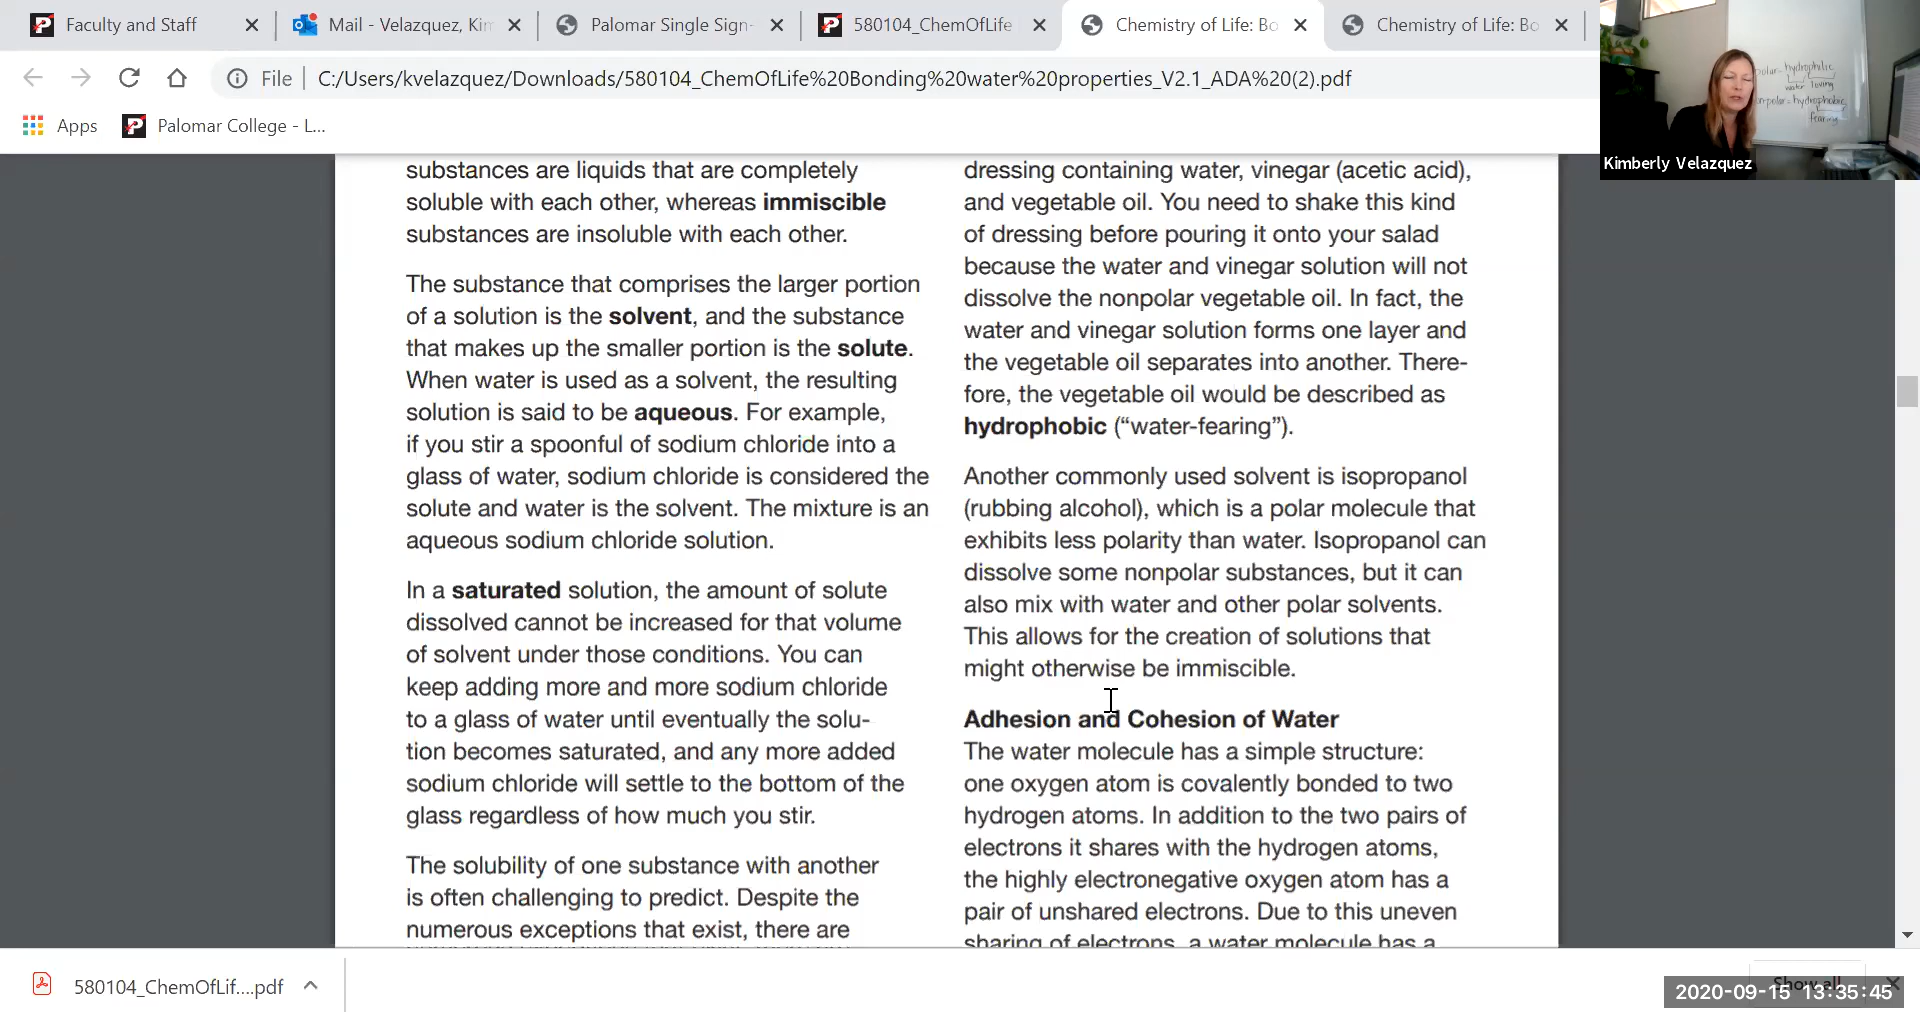 Faculty and Staff
Mail - Velazquez, Kim
Palomar Single Sign-
580104_ChemOfLife
Chemistry of Life: Bo
Chemistry of Life: Bo
File
C:/Users/kvelazquez/Downloads/580104_ChemOfLife%20Bonding%20water%20properties_V2.1_ADA%20(2).pdf
Apps
Palomar College - L...
polar=hydrophilic
water loving
n-polar=hydrophobic
fearing
Kimberly Velazquez
substances are liquids that are completely
soluble with each other, whereas immiscible
substances are insoluble with each other.
The substance that comprises the larger portion
of a solution is the solvent, and the substance
that makes up the smaller portion is the solute.
When water is used as a solvent, the resulting
solution is said to be aqueous. For example,
if you stir a spoonful of sodium chloride into a
glass of water, sodium chloride is considered the
solute and water is the solvent. The mixture is an
aqueous sodium chloride solution.
In a saturated solution, the amount of solute
dissolved cannot be increased for that volume
of solvent under those conditions. You can
keep adding more and more sodium chloride
to a glass of water until eventually the solu-
tion becomes saturated, and any more added
sodium chloride will settle to the bottom of the
glass regardless of how much you stir.
The solubility of one substance with another
is often challenging to predict. Despite the
numerous exceptions that exist, there are
dressing containing water, vinegar (acetic acid),
and vegetable oil. You need to shake this kind
of dressing before pouring it onto your salad
because the water and vinegar solution will not
dissolve the nonpolar vegetable oil. In fact, the
water and vinegar solution forms one layer and
the vegetable oil separates into another. There-
fore, the vegetable oil would be described as
hydrophobic (“water-fearing”).
Another commonly used solvent is isopropanol
(rubbing alcohol), which is a polar molecule that
exhibits less polarity than water. Isopropanol can
dissolve some nonpolar substances, but it can
also mix with water and other polar solvents.
This allows for the creation of solutions that
might otherwise be immiscible.
Adhesion and Cohesion of Water
The water molecule has a simple structure:
one oxygen atom is covalently bonded to two
hydrogen atoms. In addition to the two pairs of
electrons it shares with the hydrogen atoms,
the highly electronegative oxygen atom has a
pair of unshared electrons. Due to this uneven
sharing of electrons, a water molecule has a
580104_ChemOfLif....pdf
Show all
2020-09-15 13:35:45